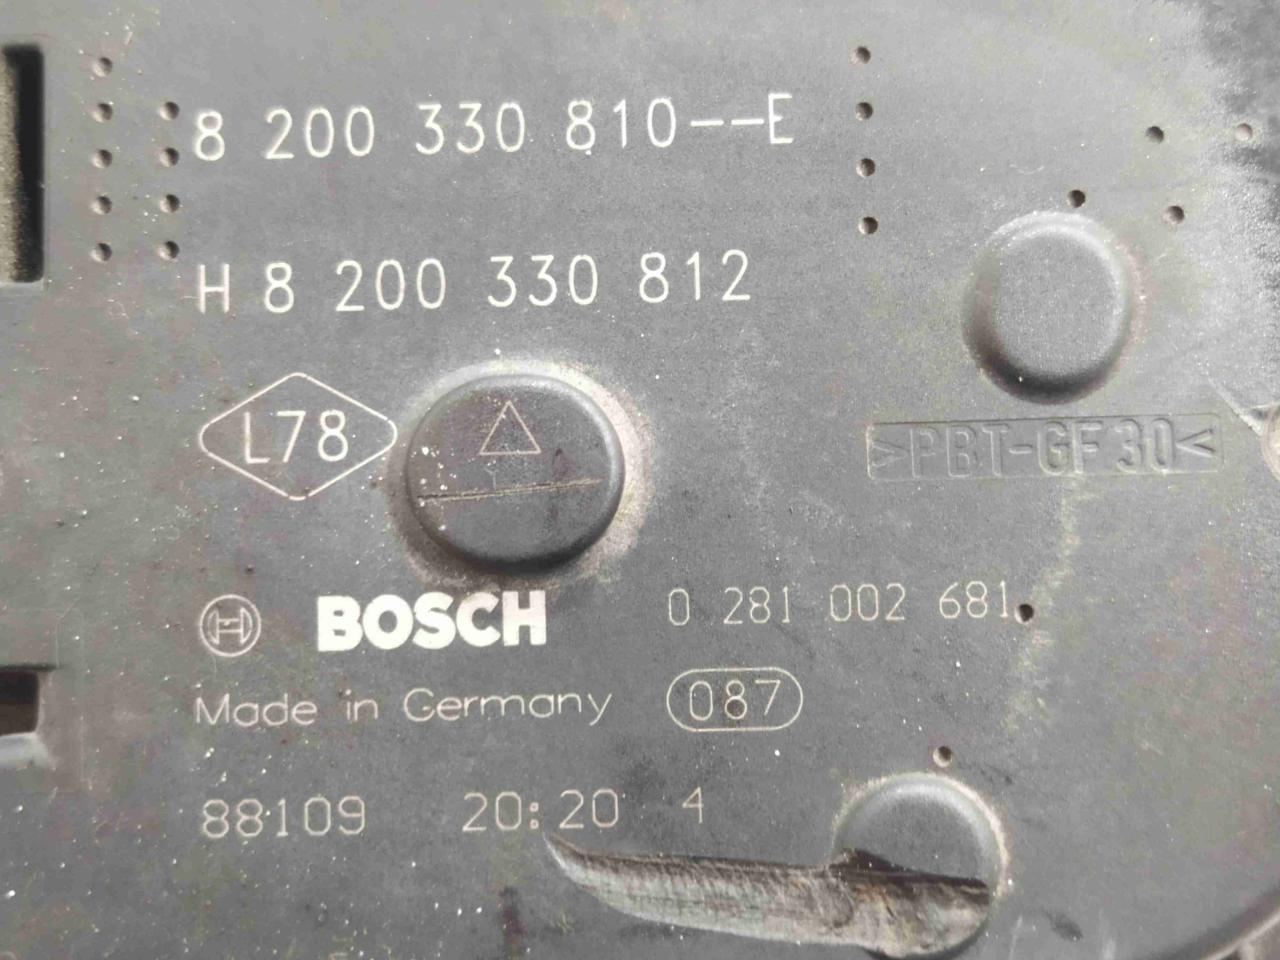 8 200 330 810--E
H 8 200 330 812
L78
>PBT-GF30<
BOSCH 0 281 002 681
Made in Germany 087
88109 20:20 4